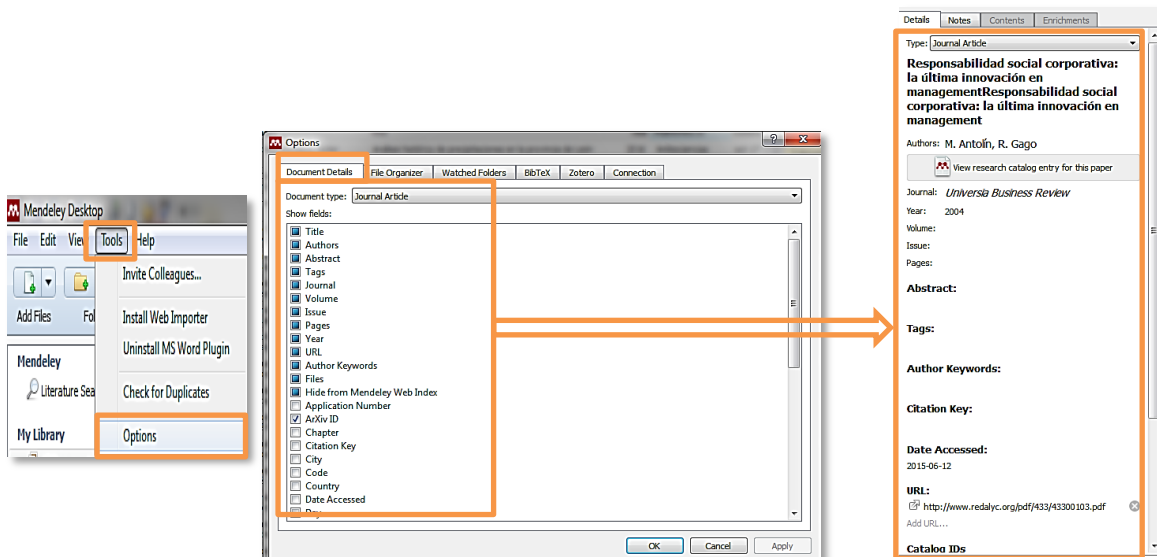 Mendeley Desktop
File Edit View Tools Help
Invite Colleagues...
Install Web Importer
Uninstall MS Word Plugin
Check for Duplicates
Options
Add Files Fol
Mendeley
Literature Sea
My Library
Options
Document Details File Organizer Watched Folders BibTeX Zotero Connection
Document type: Journal Article
Show fields:
Title
Authors
Abstract
Tags
Journal
Volume
Issue
Pages
Year
URL
Author Keywords
Files
Hide from Mendeley Web Index
Application Number
ArXiv ID
Chapter
Citation Key
City
Code
Country
Date Accessed
OK Cancel Apply
Details Notes Contents Enrichments
Type: Journal Article
Responsabilidad social corporativa:
la última innovación en
managementResponsabilidad social
corporativa: la última innovación en
management
Authors: M. Antolín, R. Gago
View research catalog entry for this paper
Journal: Universia Business Review
Year: 2004
Volume:
Issue:
Pages:
Abstract:
Tags:
Author Keywords:
Citation Key:
Date Accessed:
2015-06-12
URL:
http://www.redalyc.org/pdf/433/43300103.pdf
Add URL...
Catalog IDs